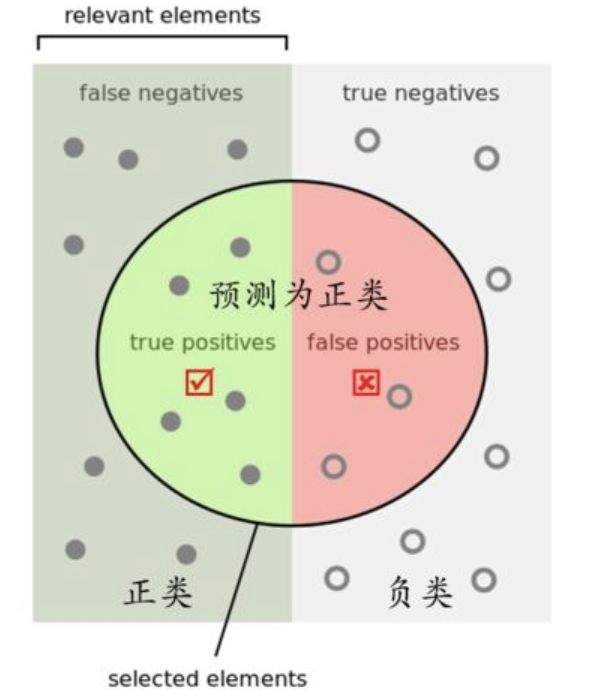 relevant elements
false negatives
true negatives
预测为正类
true positives
false positives
正类
负类
selected elements